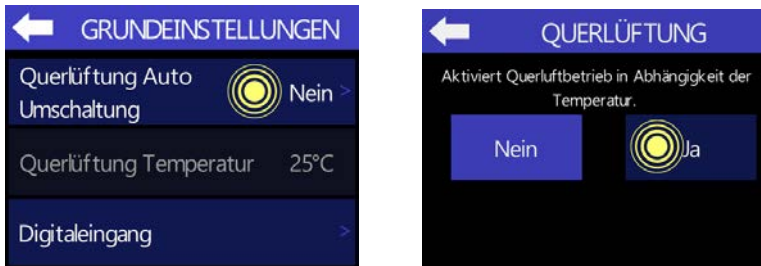 GRUNDEINSTELLUNGEN
Querlüftung Auto
Umschaltung
Nein >
Querlüftung Temperatur 25°C
Digitaleingang >
QUERLÜFTUNG
Aktiviert Querluftbetrieb in Abhängigkeit der
Temperatur.
Nein
Ja